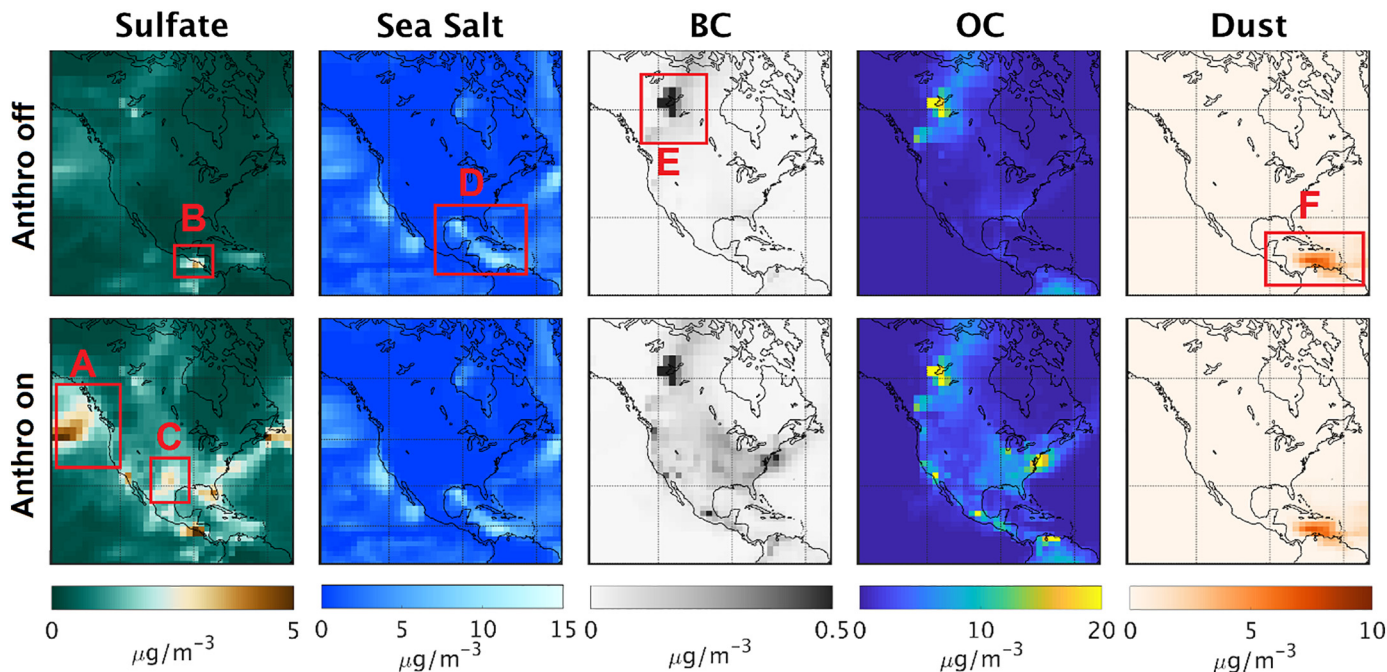 Sulfate Sea Salt BC OC Dust
Anthro off
B
D
E
F
Anthro on
A
C
0 5 0 5 10 15 0 0.5 0 10 20 0 5 10
μg/m⁻³ μg/m⁻³ μg/m⁻³ μg/m⁻³ μg/m⁻³